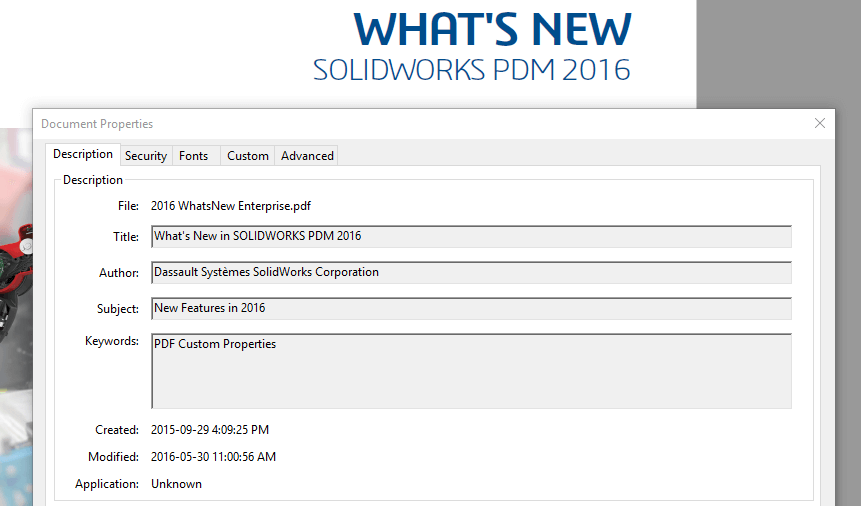 WHAT'S NEW
SOLIDWORKS PDM 2016
Document Properties
Description Security Fonts Custom Advanced
Description
File: 2016 WhatsNew Enterprise.pdf
Title: What's New in SOLIDWORKS PDM 2016
Author: Dassault Systèmes SolidWorks Corporation
Subject: New Features in 2016
Keywords: PDF Custom Properties
Created: 2015-09-29 4:09:25 PM
Modified: 2016-05-30 11:00:56 AM
Application: Unknown